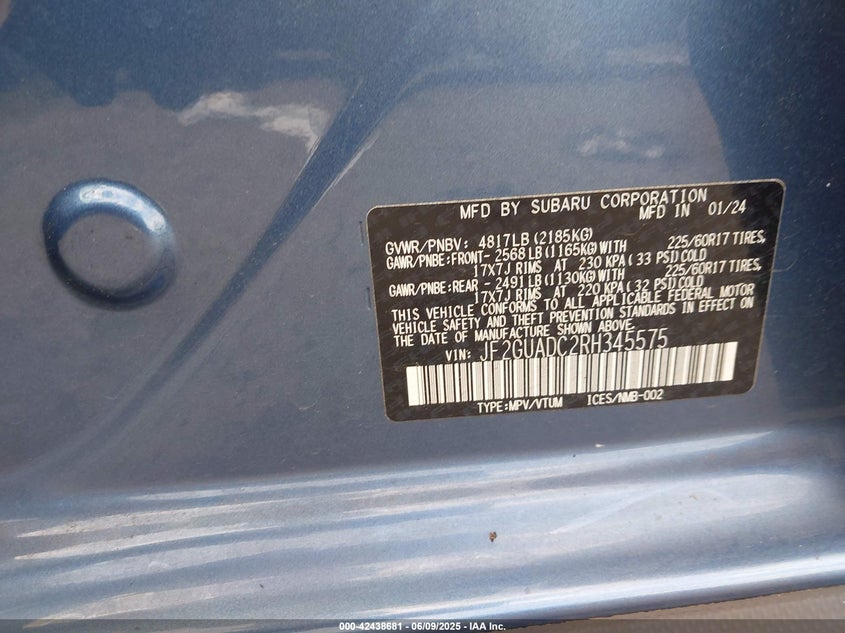 MFD BY SUBARU CORPORATION
MFD IN 01/24
GVWR/PNBV: 4817LB(2185KG)
GAWR/PNBE:FRONT- 2568LB(1165KG)WITH 225/60R17 TIRES,
17X7J RIMS AT 230 KPA(33 PSI)COLD
GAWR/PNBE:REAR - 2491LB(1130KG)WITH 225/60R17 TIRES,
17X7J RIMS AT 220 KPA(32 PSI)COLD
THIS VEHICLE CONFORMS TO ALL APPLICABLE FEDERAL MOTOR
VEHICLE SAFETY AND THEFT PREVENTION STANDARDS IN EFFECT ON
THE DATE OF MANUFACTURE SHOWN ABOVE.
VIN: JF2GUADC2RH345575
TYPE:MPV/VTUM ICES/NMB-002
000-42438681 | 06/09/2025 | IAA Inc.